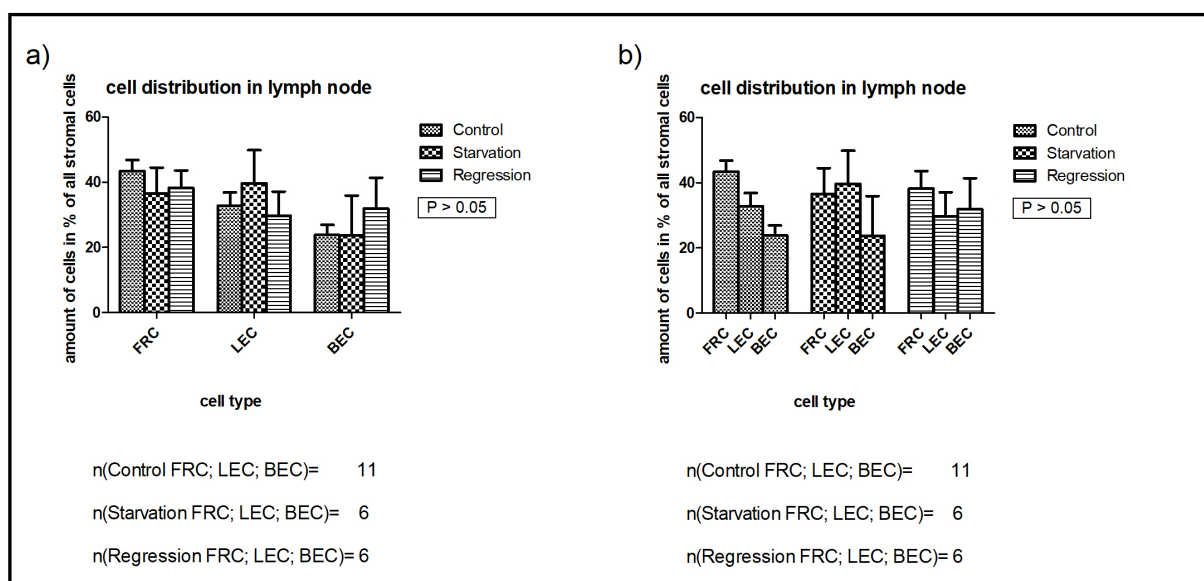 a)
cell distribution in lymph node
amount of cells in % of all stromal cells
60
40
20
0
FRC
LEC
BEC
cell type
Control
Starvation
Regression
P > 0.05
n(Control FRC; LEC; BEC)= 11
n(Starvation FRC; LEC; BEC)= 6
n(Regression FRC; LEC; BEC)= 6
b)
cell distribution in lymph node
amount of cells in % of all stromal cells
60
40
20
0
FRC
LEC
BEC
FRC
LEC
BEC
FRC
LEC
BEC
cell type
Control
Starvation
Regression
P > 0.05
n(Control FRC; LEC; BEC)= 11
n(Starvation FRC; LEC; BEC)= 6
n(Regression FRC; LEC; BEC)= 6